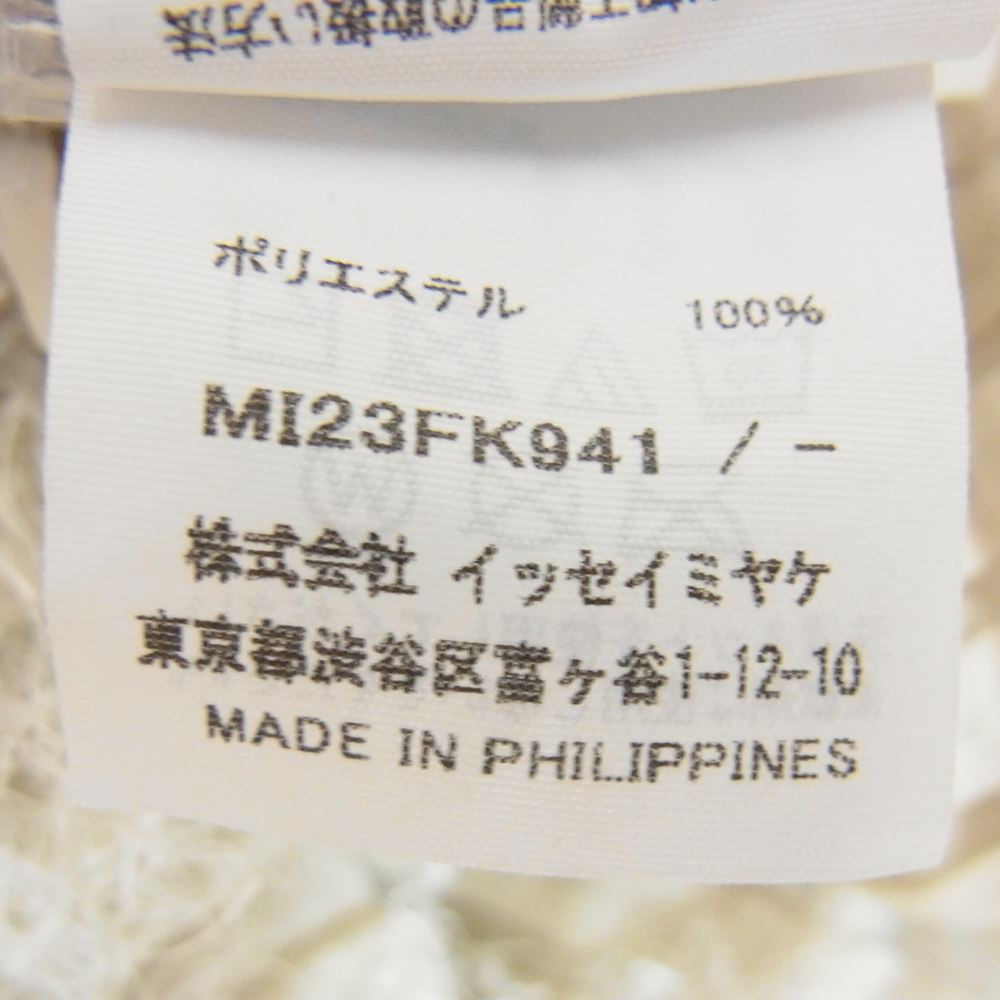 ポリエステル 100%
MI23FK941 / -
株式会社 イッセイミヤケ
東京都渋谷区富ヶ谷1-12-10
MADE IN PHILIPPINES